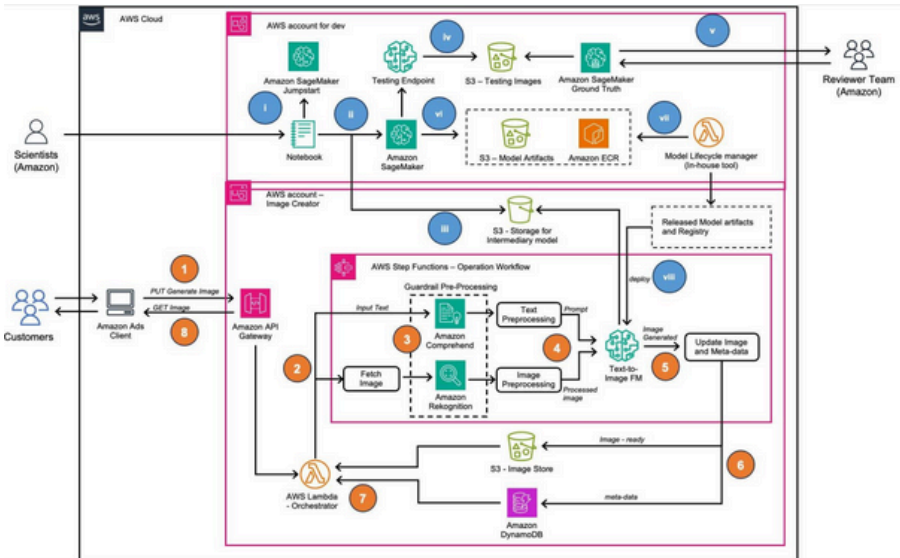 aws
AWS Cloud
AWS account for dev
Amazon SageMaker
Jumpstart
Testing Endpoint
iv
S3 – Testing Images
Amazon SageMaker
Ground Truth
v
Reviewer Team
(Amazon)
Scientists
(Amazon)
i
Notebook
ii
Amazon
SageMaker
vi
S3 – Model Artifacts
Amazon ECR
vii
Model Lifecycle manager
(In-house tool)
AWS account –
Image Creator
iii
S3 - Storage for
Intermediary model
Released Model artifacts
and Registry
AWS Step Functions – Operation Workflow
deploy
viii
Customers
Amazon Ads
Client
1
PUT Generate Image
GET Image
8
Amazon API
Gateway
2
Guardrail Pre-Processing
Input Text
3
Amazon
Comprehend
Text
Preprocessing
Prompt
4
Fetch
Image
Amazon
Rekognition
Image
Preprocessing
Processed
image
Text-to-
Image FM
Image
Generated
5
Update Image
and Meta-data
AWS Lambda
- Orchestrator
7
Image - ready
S3 - Image Store
6
meta-data
Amazon
DynamoDB